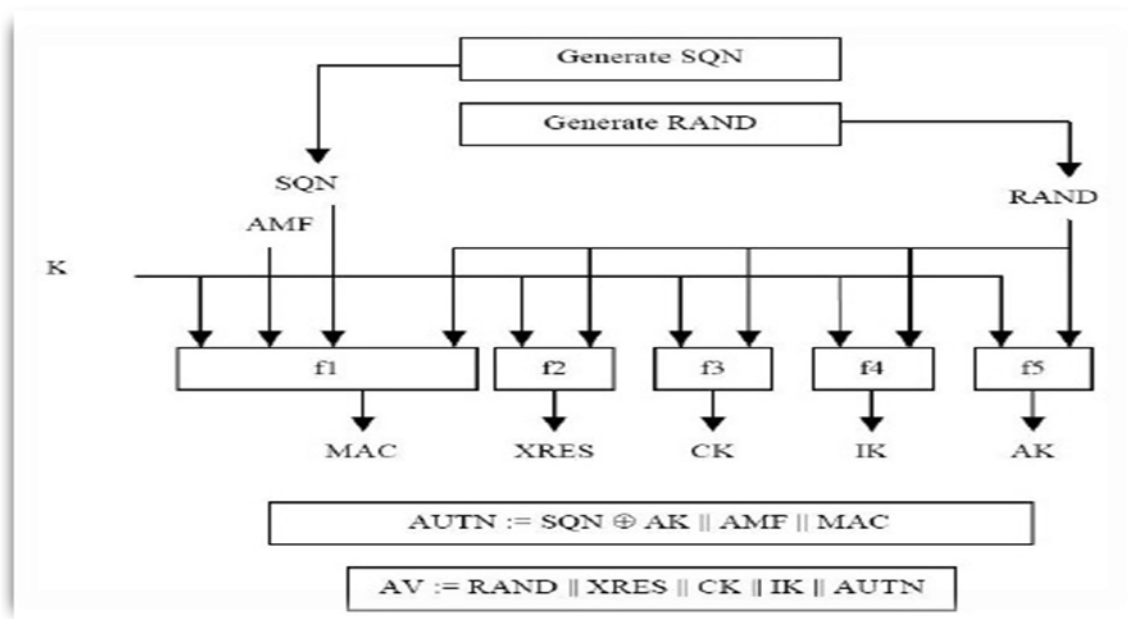 Generate SQN
Generate RAND
SQN
RAND
AMF
K
f1 f2 f3 f4 f5
MAC XRES CK IK AK
AUTN := SQN ⊕ AK || AMF || MAC
AV := RAND || XRES || CK || IK || AUTN